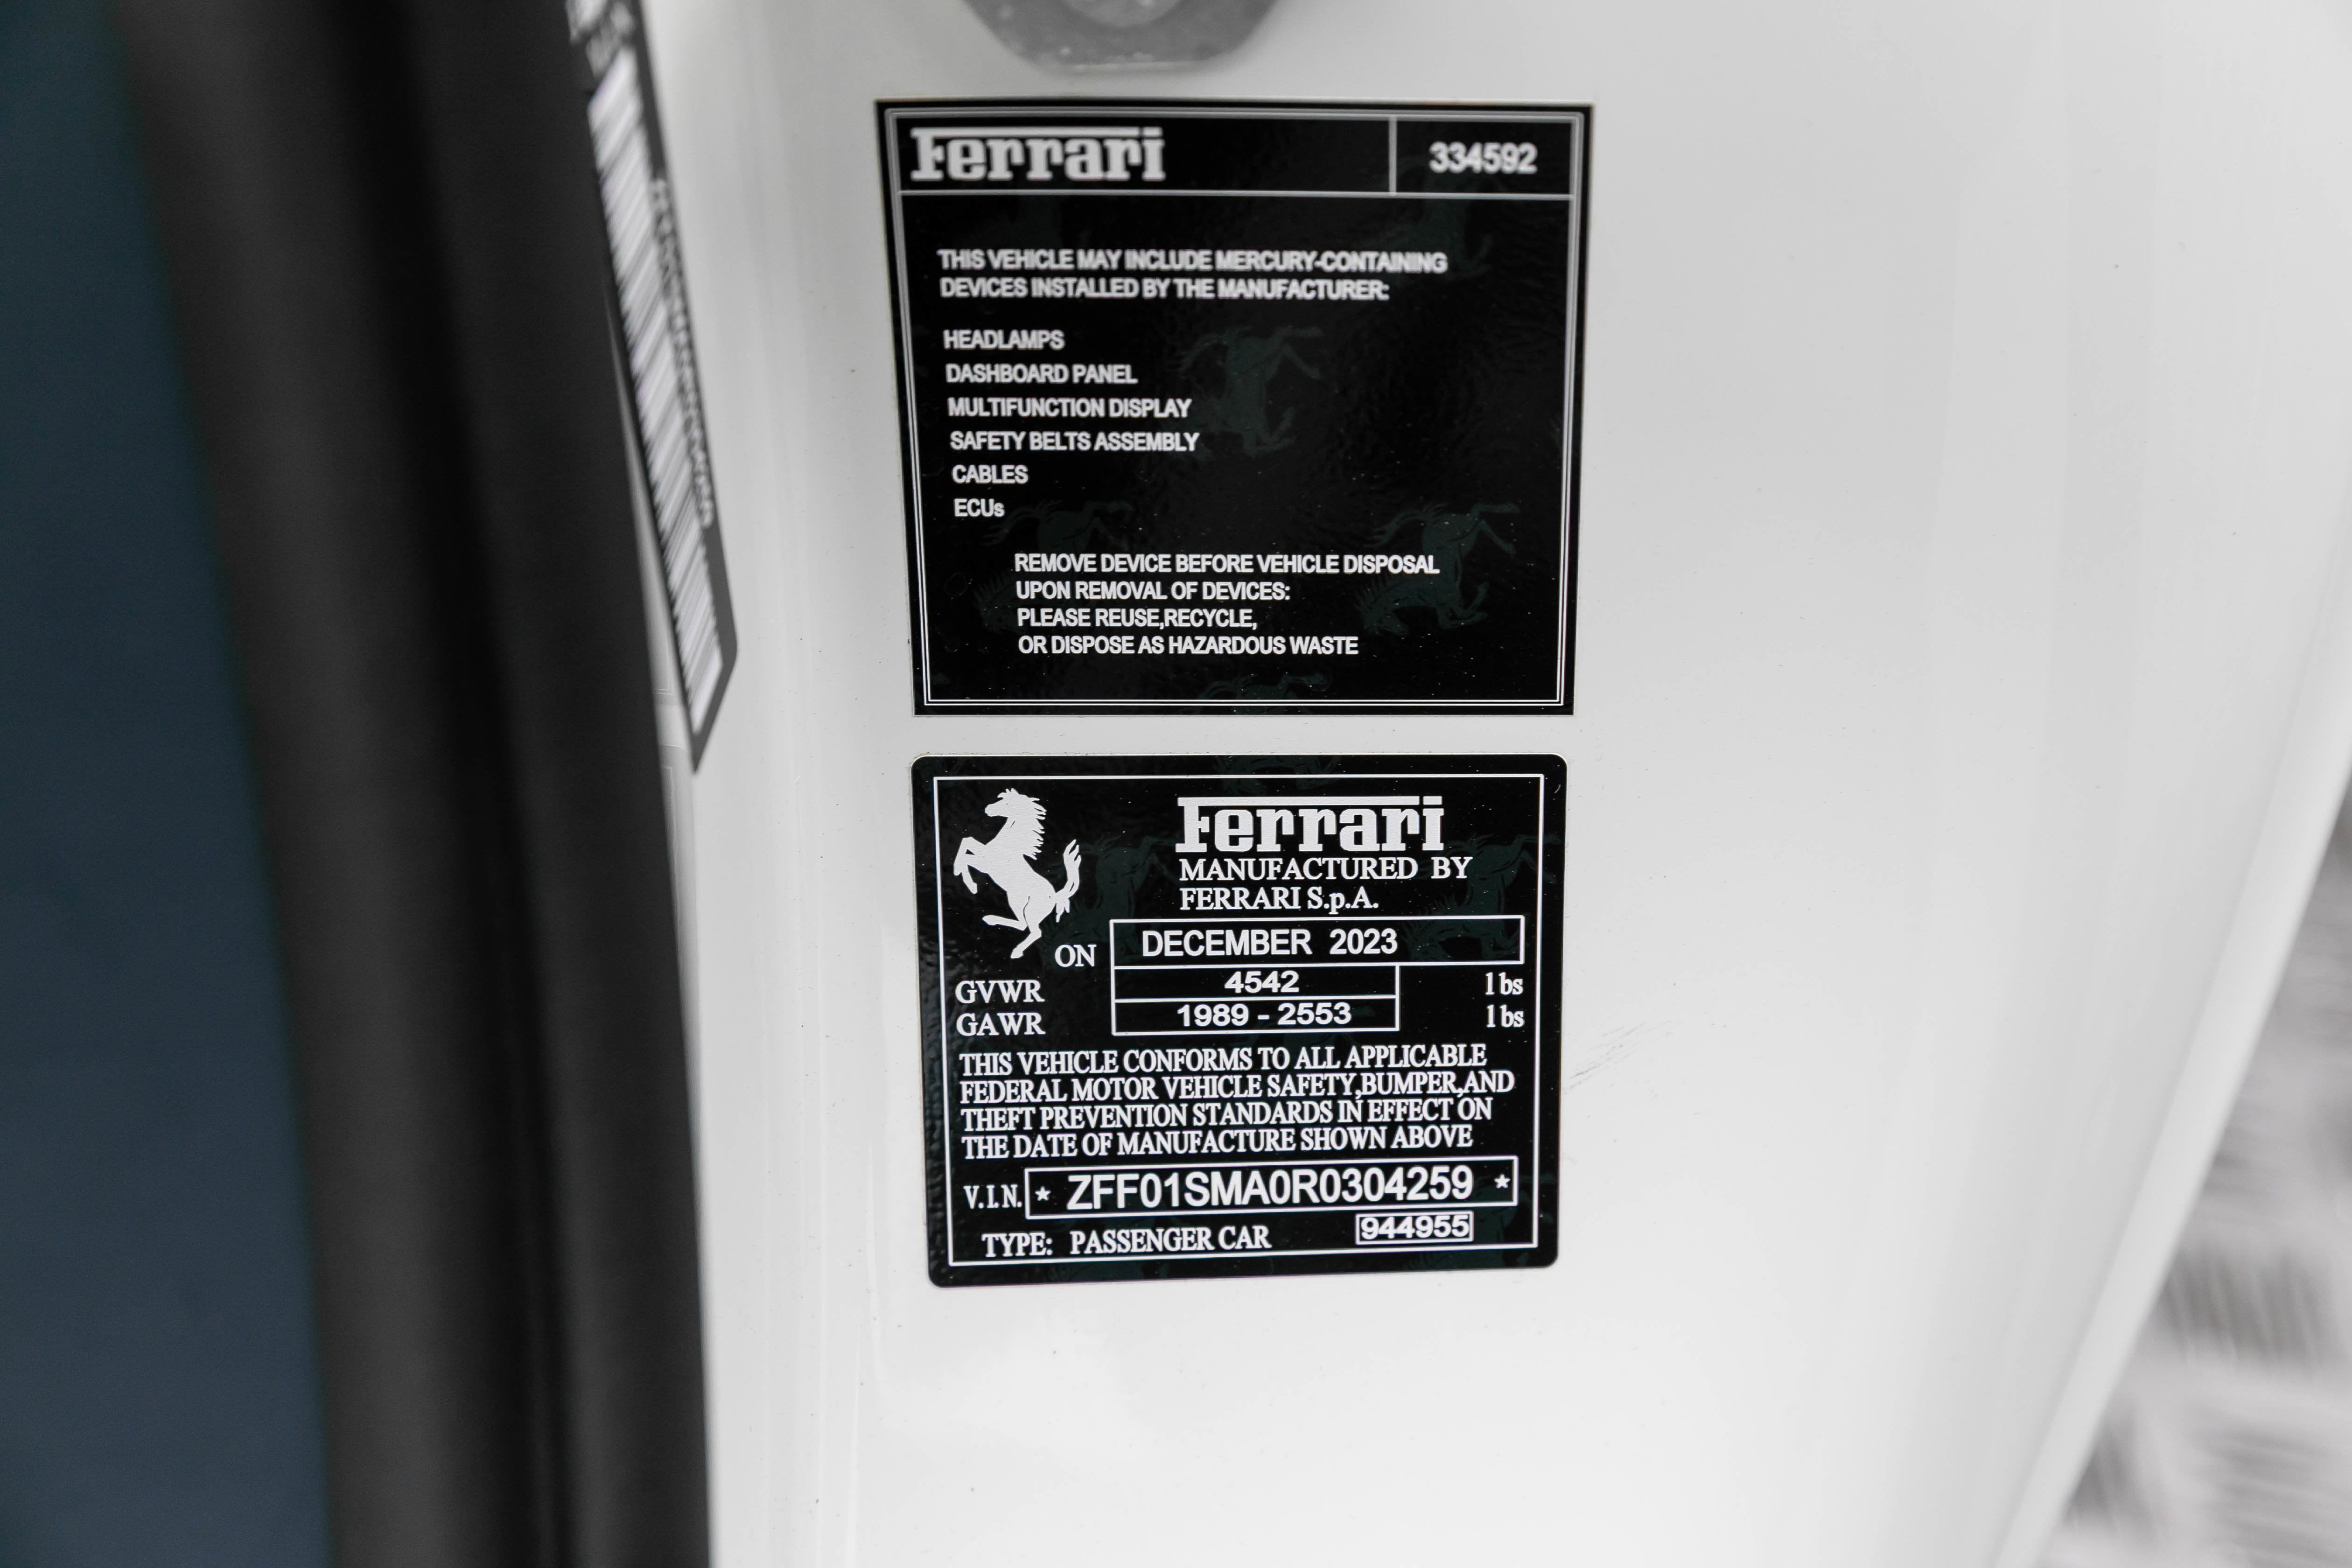 Ferrari 334592
THIS VEHICLE MAY INCLUDE MERCURY-CONTAINING
DEVICES INSTALLED BY THE MANUFACTURER:
HEADLAMPS
DASHBOARD PANEL
MULTIFUNCTION DISPLAY
SAFETY BELTS ASSEMBLY
CABLES
ECUs
REMOVE DEVICE BEFORE VEHICLE DISPOSAL
UPON REMOVAL OF DEVICES:
PLEASE REUSE,RECYCLE,
OR DISPOSE AS HAZARDOUS WASTE
Ferrari
MANUFACTURED BY
FERRARI S.p.A.
ON DECEMBER 2023
GVWR 4542 lbs
GAWR 1989 - 2553 lbs
THIS VEHICLE CONFORMS TO ALL APPLICABLE
FEDERAL MOTOR VEHICLE SAFETY,BUMPER,AND
THEFT PREVENTION STANDARDS IN EFFECT ON
THE DATE OF MANUFACTURE SHOWN ABOVE
V.I.N. * ZFF01SMA0R0304259 *
TYPE: PASSENGER CAR 944955